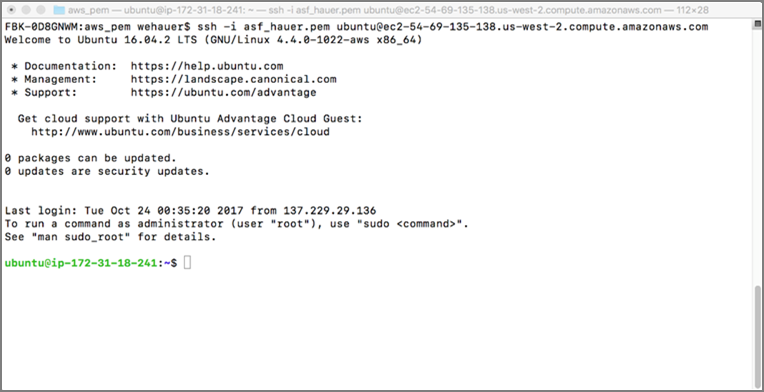 aws_pem — ubuntu@ip-172-31-18-241: ~ — ssh -i asf_hauer.pem ubuntu@ec2-54-69-135-138.us-west-2.compute.amazonaws.com — 112×28
FBK-0D8GNWM:aws_pem wehauer$ ssh -i asf_hauer.pem ubuntu@ec2-54-69-135-138.us-west-2.compute.amazonaws.com
Welcome to Ubuntu 16.04.2 LTS (GNU/Linux 4.4.0-1022-aws x86_64)
* Documentation:  https://help.ubuntu.com
* Management:     https://landscape.canonical.com
* Support:        https://ubuntu.com/advantage
Get cloud support with Ubuntu Advantage Cloud Guest:
http://www.ubuntu.com/business/services/cloud
0 packages can be updated.
0 updates are security updates.
Last login: Tue Oct 24 00:35:20 2017 from 137.229.29.136
To run a command as administrator (user "root"), use "sudo <command>".
See "man sudo_root" for details.
ubuntu@ip-172-31-18-241:~$